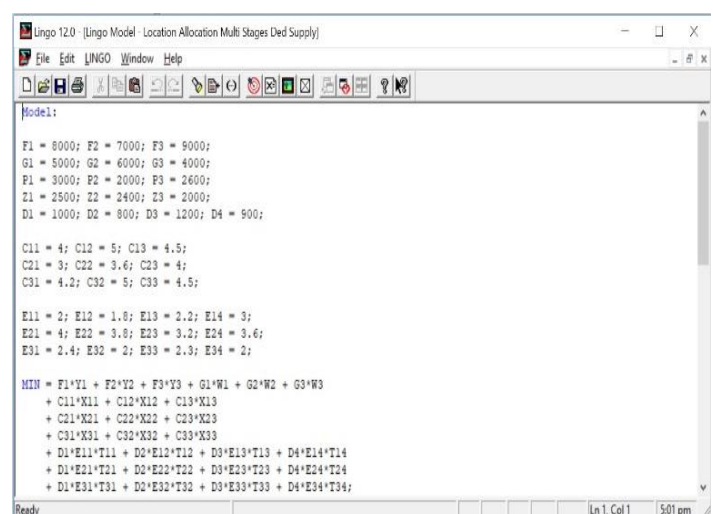 Lingo 12.0 - [Lingo Model - Location Allocation Multi Stages Ded Supply]
File Edit LINGO Window Help
Model:
F1 = 8000; F2 = 7000; F3 = 9000;
G1 = 5000; G2 = 6000; G3 = 4000;
P1 = 3000; P2 = 2000; P3 = 2600;
Z1 = 2500; Z2 = 2400; Z3 = 2000;
D1 = 1000; D2 = 800; D3 = 1200; D4 = 900;
C11 = 4; C12 = 5; C13 = 4.5;
C21 = 3; C22 = 3.6; C23 = 4;
C31 = 4.2; C32 = 5; C33 = 4.5;
E11 = 2; E12 = 1.8; E13 = 2.2; E14 = 3;
E21 = 4; E22 = 3.8; E23 = 3.2; E24 = 3.6;
E31 = 2.4; E32 = 2; E33 = 2.3; E34 = 2;
MIN = F1*Y1 + F2*Y2 + F3*Y3 + G1*W1 + G2*W2 + G3*W3
+ C11*X11 + C12*X12 + C13*X13
+ C21*X21 + C22*X22 + C23*X23
+ C31*X31 + C32*X32 + C33*X33
+ D1*E11*T11 + D2*E12*T12 + D3*E13*T13 + D4*E14*T14
+ D1*E21*T21 + D2*E22*T22 + D3*E23*T23 + D4*E24*T24
+ D1*E31*T31 + D2*E32*T32 + D3*E33*T33 + D4*E34*T34;
Ready Ln 1, Col 1 5:01 pm